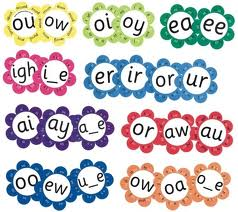 ou ow oi oy ea ee
igh i_e er ir or ur
ai ay a_e or aw au
oo ew u_e ow oa o_e